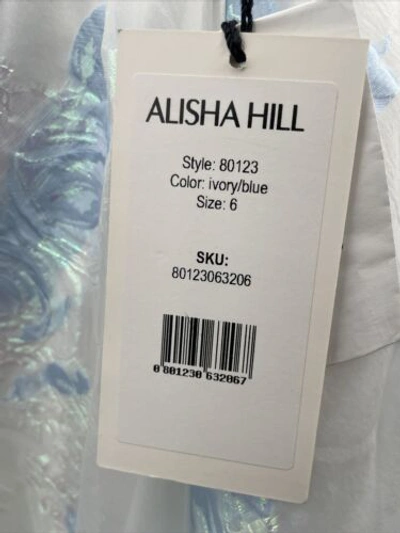 ALISHA HILL
Style: 80123
Color: ivory/blue
Size: 6
SKU:
80123063206
0 801230 632067